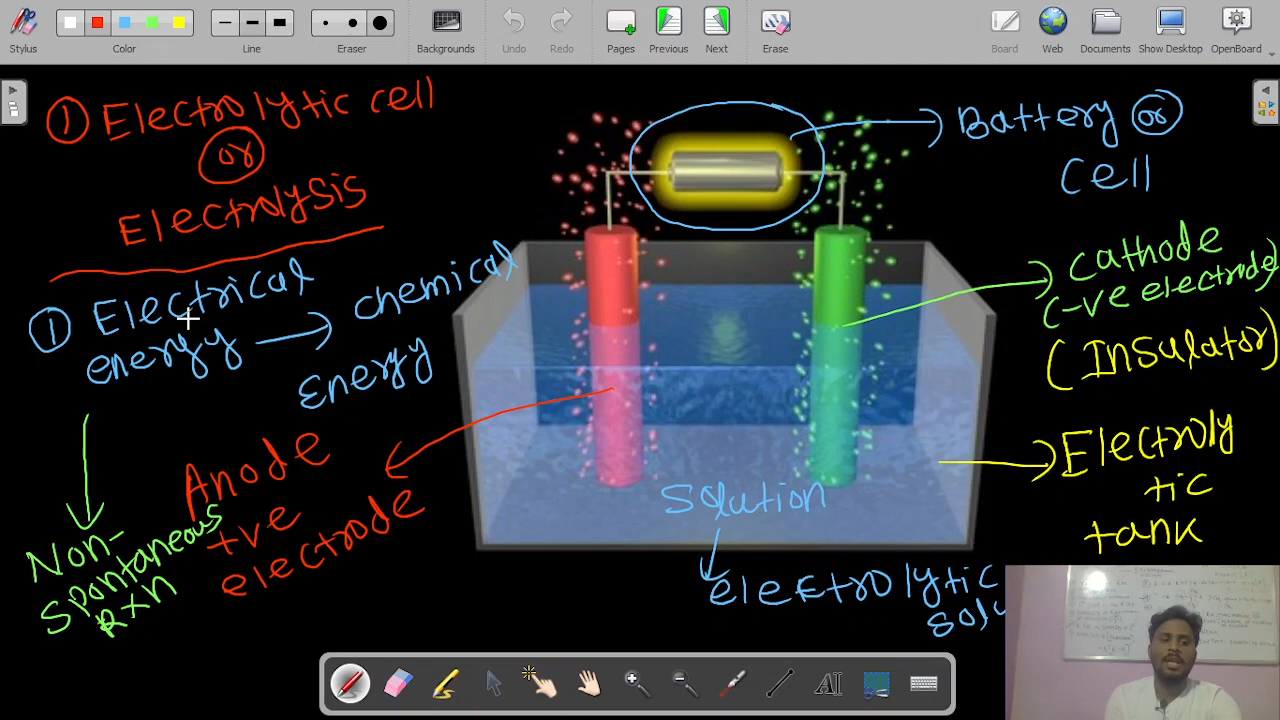 Stylus
Color
Line
Eraser
Backgrounds
Undo
Redo
Pages
Previous
Next
Erase
Board
Web
Documents
Show Desktop
OpenBoard
① Electrolytic cell
or
Electrolysis
① Electrical
energy → chemical
Energy
Non-
spontaneous
Rxn
Anode
+ve
electrode
Battery or
cell
Cathode
(-ve electrode)
(Insulator)
Electroly
tic
tank
Solution
electrolytic
solu